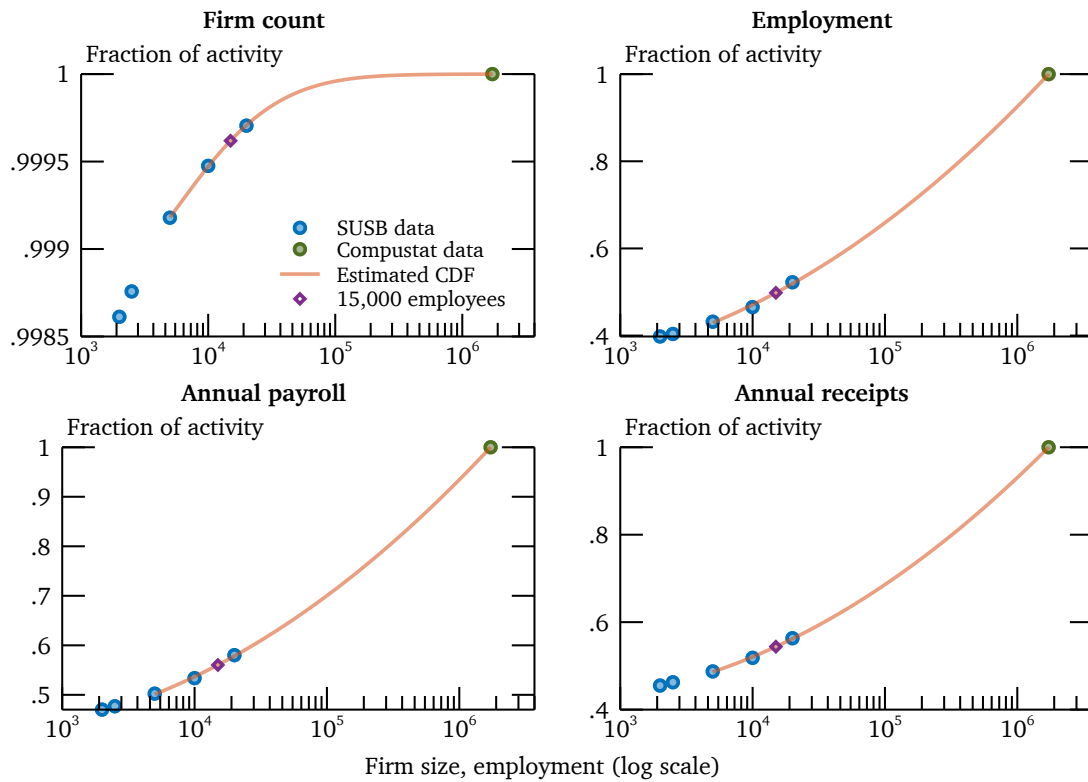 Firm count
Fraction of activity
1
.9995
.999
.9985
10³ 10⁴ 10⁵ 10⁶
SUSB data
Compustat data
Estimated CDF
15,000 employees
Employment
Fraction of activity
1
.8
.6
.4
10³ 10⁴ 10⁵ 10⁶
Annual payroll
Fraction of activity
1
.9
.8
.7
.6
.5
10³ 10⁴ 10⁵ 10⁶
Annual receipts
Fraction of activity
1
.8
.6
.4
10³ 10⁴ 10⁵ 10⁶
Firm size, employment (log scale)